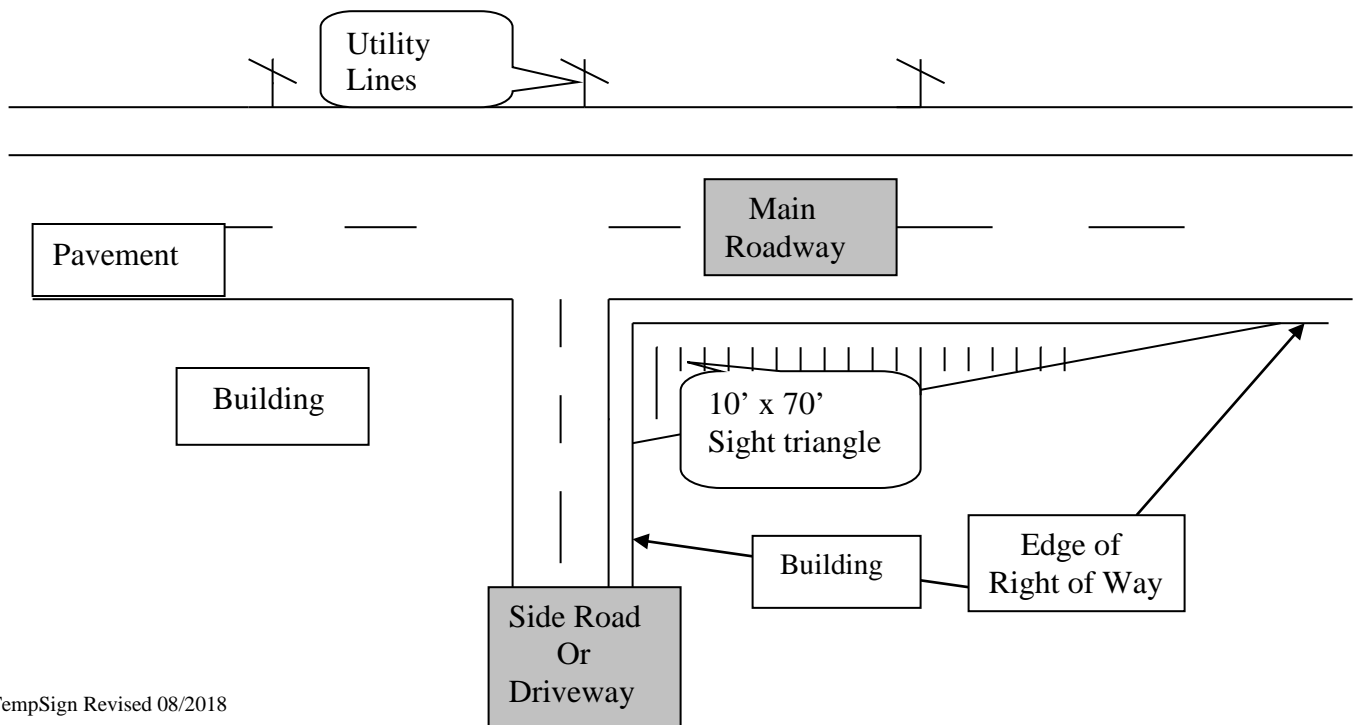 Utility
Lines
Main
Roadway
Pavement
Building
10’ x 70’
Sight triangle
Building
Edge of
Right of Way
Side Road
Or
Driveway
empSign Revised 08/2018